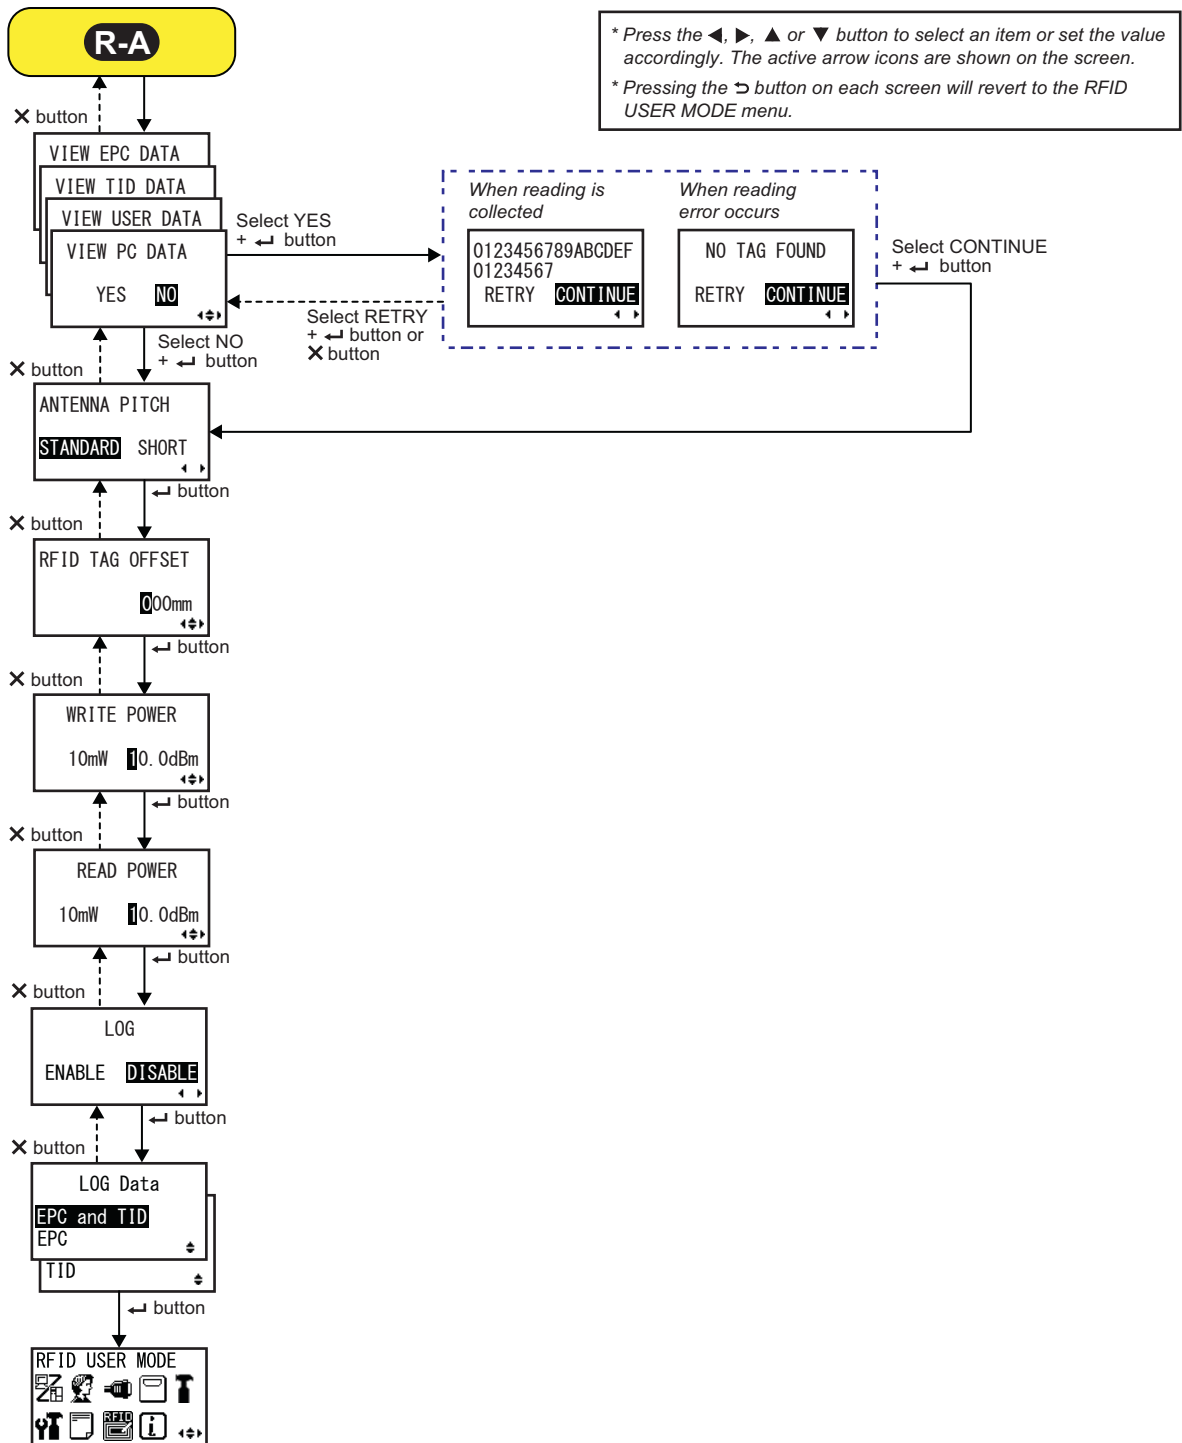 R-A
* Press the ◀, ▶, ▲ or ▼ button to select an item or set the value
accordingly. The active arrow icons are shown on the screen.
* Pressing the ⮌ button on each screen will revert to the RFID
USER MODE menu.
✕ button
VIEW EPC DATA
VIEW TID DATA
VIEW USER DATA
VIEW PC DATA
YES NO
Select YES
+ ↵ button
When reading is
collected
0123456789ABCDEF
01234567
RETRY CONTINUE
When reading
error occurs
NO TAG FOUND
RETRY CONTINUE
Select CONTINUE
+ ↵ button
Select RETRY
+ ↵ button or
✕ button
Select NO
+ ↵ button
✕ button
ANTENNA PITCH
STANDARD SHORT
↵ button
✕ button
RFID TAG OFFSET
000mm
↵ button
✕ button
WRITE POWER
10mW 10.0dBm
↵ button
✕ button
READ POWER
10mW 10.0dBm
↵ button
✕ button
LOG
ENABLE DISABLE
↵ button
✕ button
LOG Data
EPC and TID
EPC
TID
↵ button
RFID USER MODE
RFID
i